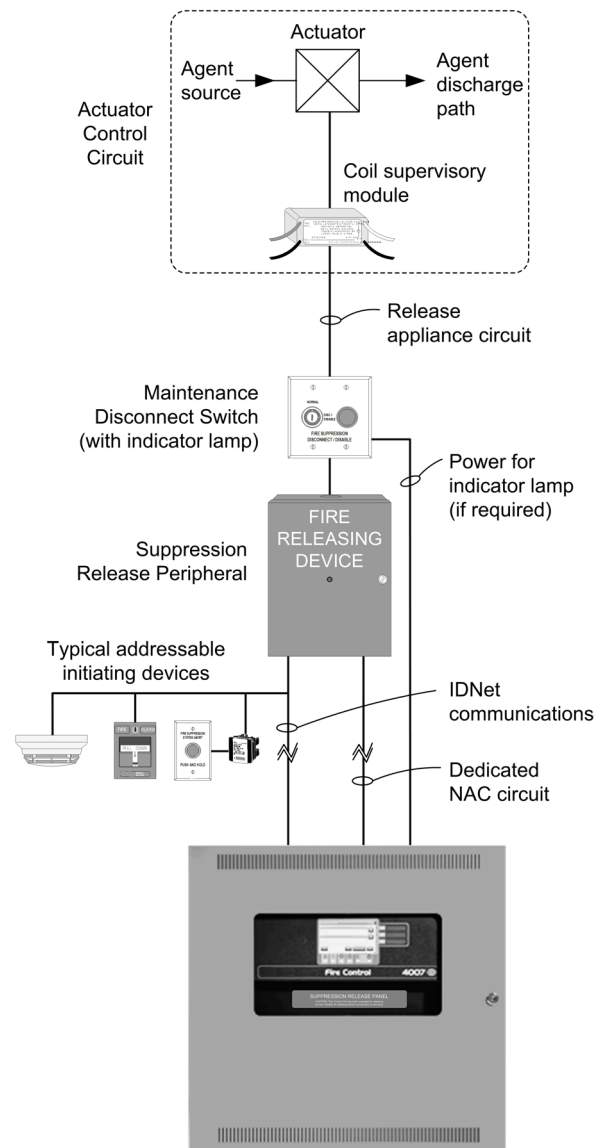 Actuator
Agent
source
Agent
discharge
path
Actuator
Control
Circuit
Coil supervisory
module
Release
appliance circuit
Maintenance
Disconnect Switch
(with indicator lamp)
NORMAL
FIRE SUPPRESSION
DISCONNECT / DISABLE
Power for
indicator lamp
(if required)
FIRE
RELEASING
DEVICE
Suppression
Release Peripheral
Typical addressable
initiating devices
FIRE ALARM
PULL DOWN
FIRE SUPPRESSION
SYSTEM ABORT
PUSH AND HOLD
IDNet
communications
Dedicated
NAC circuit
Fire Control 4007
SUPPRESSION RELEASE PANEL